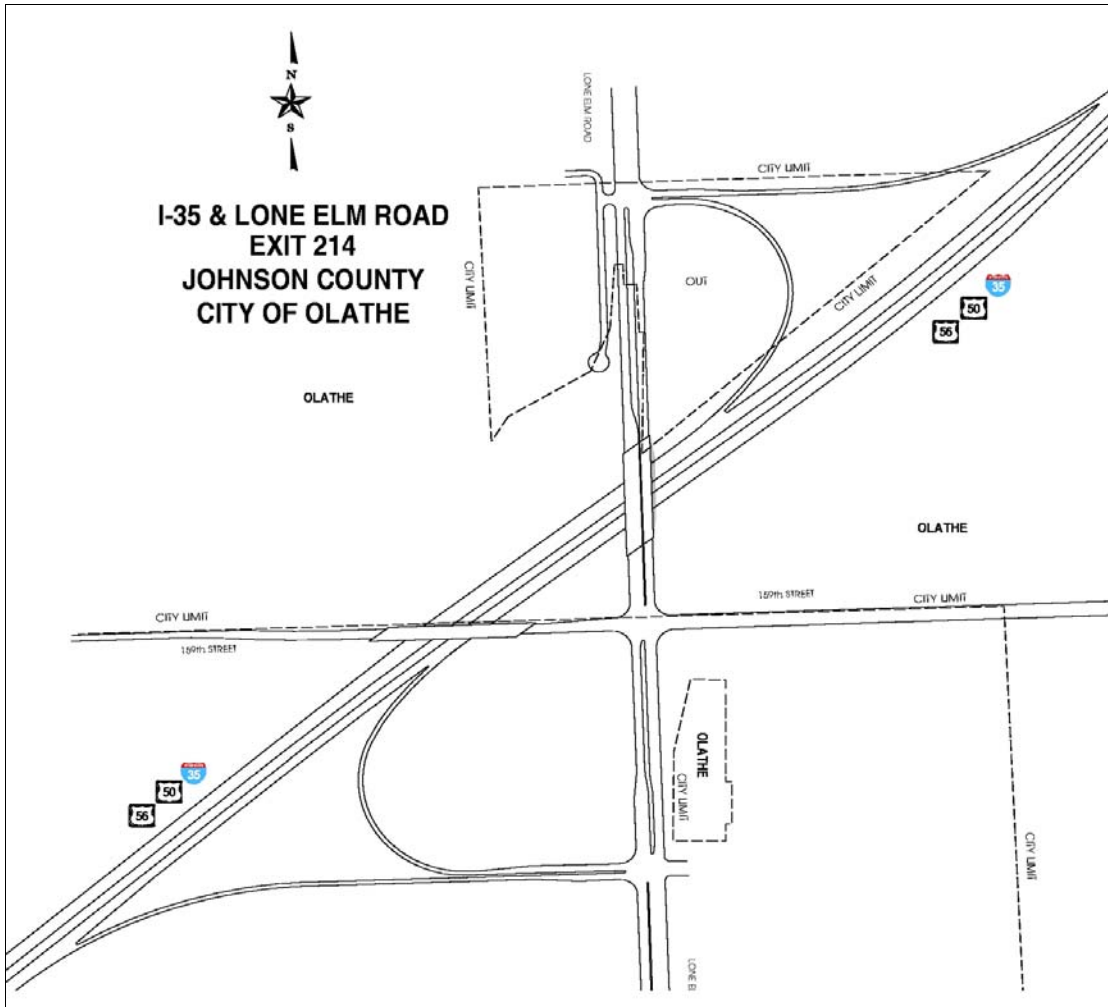 N
S
LONE ELM ROAD
CITY LIMIT
I-35 & LONE ELM ROAD
EXIT 214
JOHNSON COUNTY
CITY OF OLATHE
CITY LIMIT
OUT
CITY LIMIT
35
50
56
OLATHE
OLATHE
159th STREET
CITY LIMIT
CITY LIMIT
159th STREET
OLATHE
CITY LIMIT
35
50
56
CITY LIMIT
LONE EL